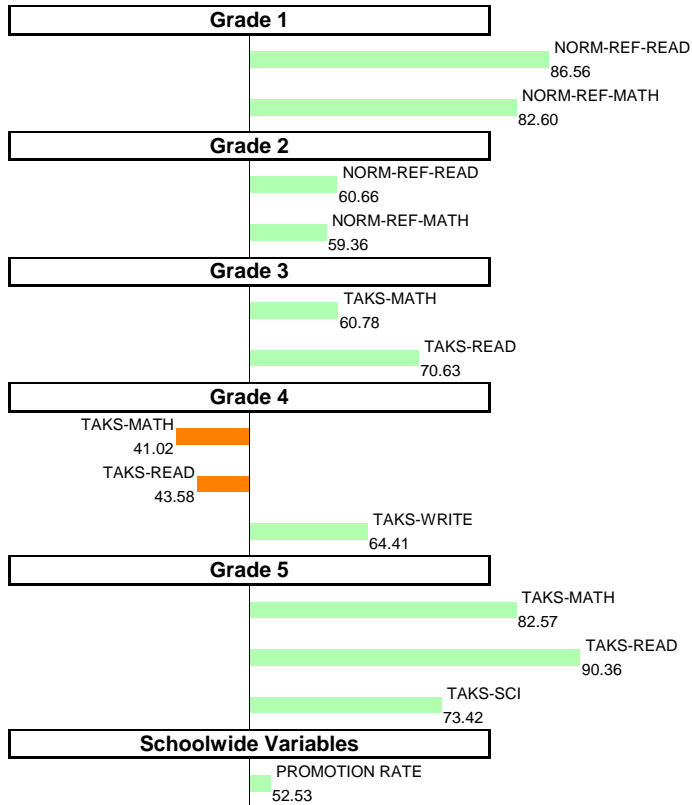 Grade 1
NORM-REF-READ
86.56
NORM-REF-MATH
82.60
Grade 2
NORM-REF-READ
60.66
NORM-REF-MATH
59.36
Grade 3
TAKS-MATH
60.78
TAKS-READ
70.63
Grade 4
TAKS-MATH
41.02
TAKS-READ
43.58
TAKS-WRITE
64.41
Grade 5
TAKS-MATH
82.57
TAKS-READ
90.36
TAKS-SCI
73.42
Schoolwide Variables
PROMOTION RATE
52.53